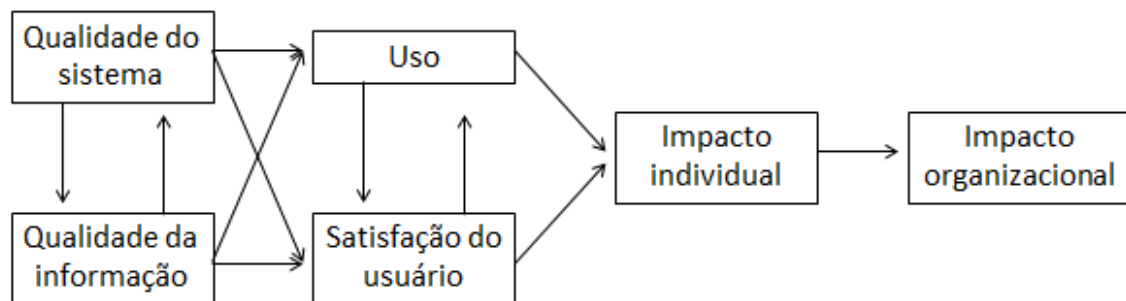 Qualidade do
sistema
Uso
Qualidade da
informação
Satisfação do
usuário
Impacto
individual
Impacto
organizacional